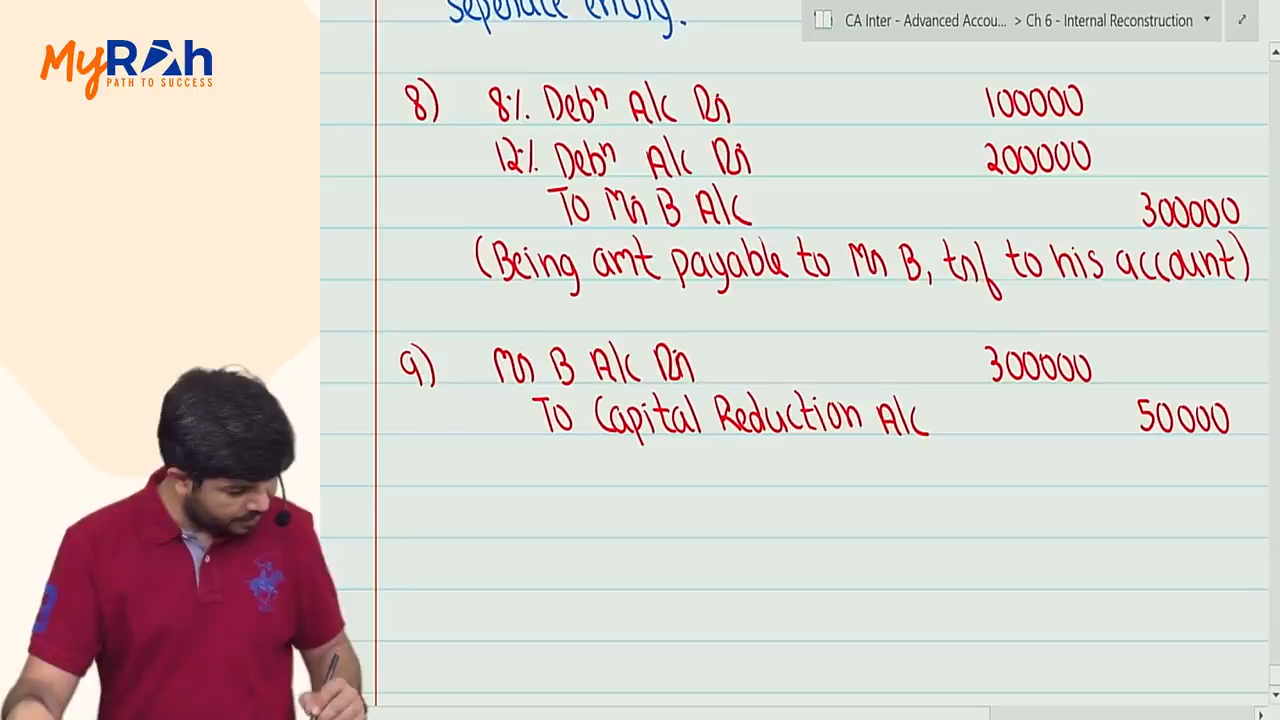 MyRAh
PATH TO SUCCESS
CA Inter - Advanced Accou... > Ch 6 - Internal Reconstruction
seperate entry.
8) 8% Debn A/c Dr 100000
12% Debn A/c Dr 200000
To Mr B A/c 300000
(Being amt payable to Mr B, trf to his account)
9) Mr B A/c Dr 300000
To Capital Reduction A/c 50000